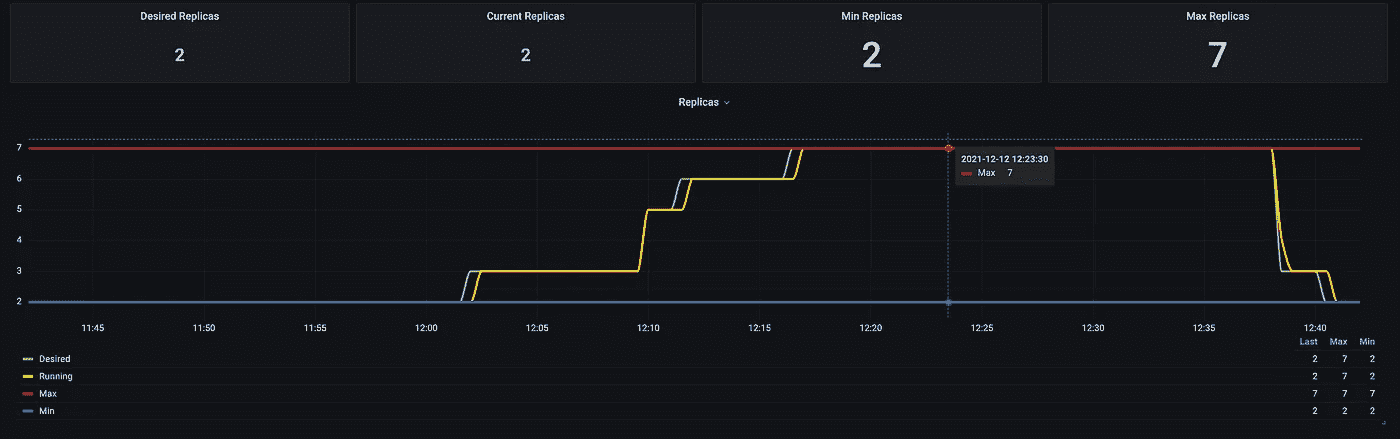 Desired Replicas Current Replicas Min Replicas Max Replicas
2 2 2 7
Replicas
7
2021-12-12 12:23:30
Max 7
6
5
4
3
2
11:45 11:50 11:55 12:00 12:05 12:10 12:15 12:20 12:25 12:30 12:35 12:40
Last Max Min
Desired 2 7 2
Running 2 7 2
Max 7 7 7
Min 2 2 2